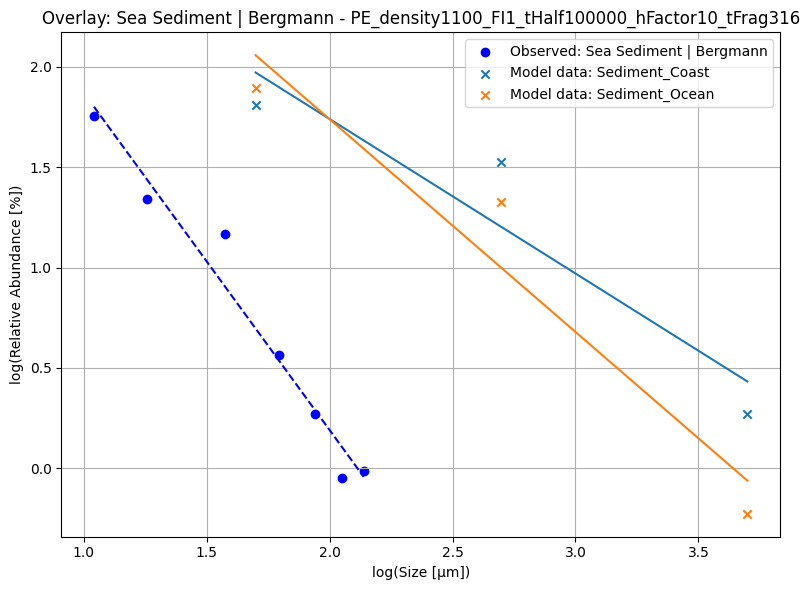 Overlay: Sea Sediment | Bergmann - PE_density1100_FI1_tHalf100000_hFactor10_tFrag316
Observed: Sea Sediment | Bergmann
Model data: Sediment_Coast
Model data: Sediment_Ocean
2.0
1.5
1.0
0.5
0.0
log(Relative Abundance [%])
1.0 1.5 2.0 2.5 3.0 3.5
log(Size [μm])